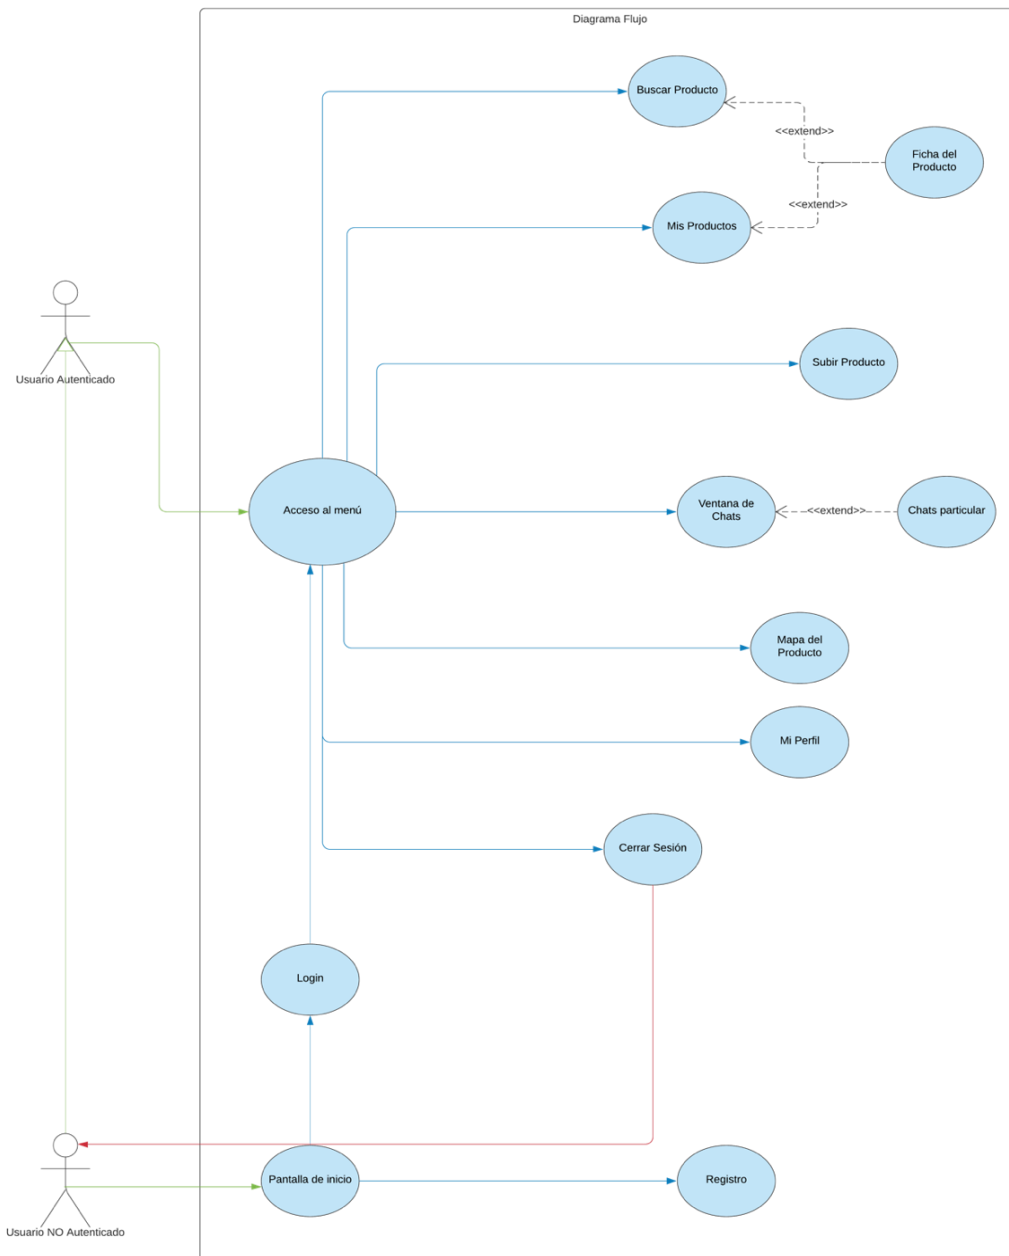 Diagrama Flujo
Buscar Producto
<<extend>>
Ficha del
Producto
<<extend>>
Mis Productos
Usuario Autenticado
Subir Producto
Acceso al menú
Ventana de
Chats
<<extend>>
Chats particular
Mapa del
Producto
Mi Perfil
Cerrar Sesión
Login
Pantalla de inicio
Registro
Usuario NO Autenticado